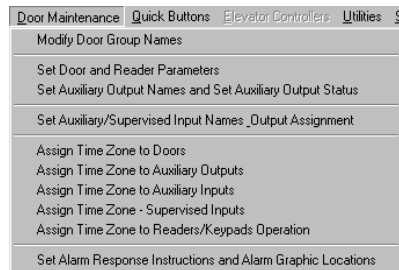 Door Maintenance Quick Buttons Elevator Controllers Utilities S
Modify Door Group Names
Set Door and Reader Parameters
Set Auxiliary Output Names and Set Auxiliary Output Status
Set Auxiliary/Supervised Input Names _Output Assignment
Assign Time Zone to Doors
Assign Time Zone to Auxiliary Outputs
Assign Time Zone to Auxiliary Inputs
Assign Time Zone - Supervised Inputs
Assign Time Zone to Readers/Keypads Operation
Set Alarm Response Instructions and Alarm Graphic Locations